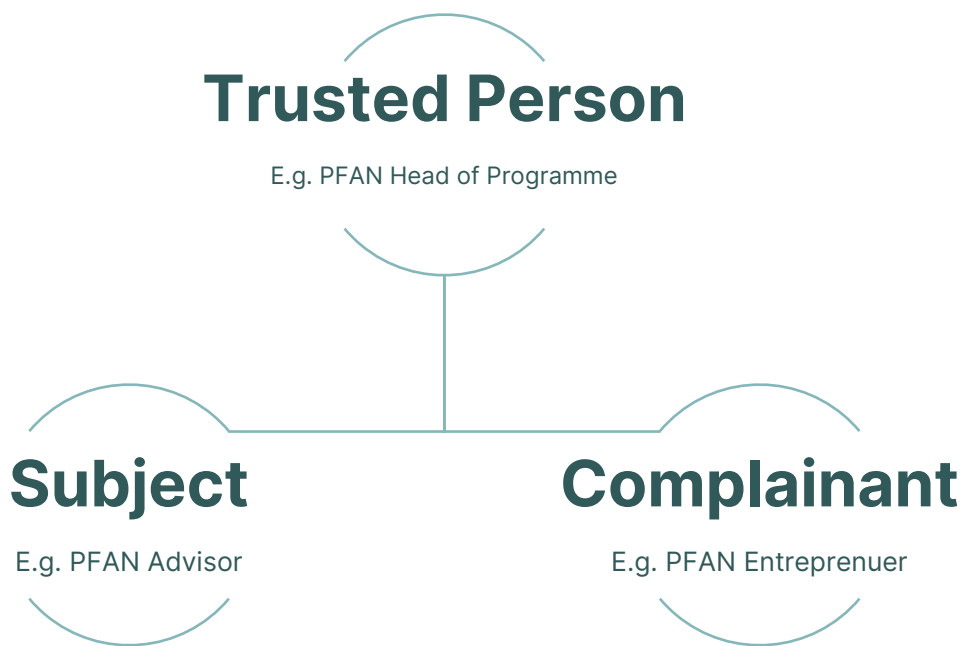 Trusted Person
E.g. PFAN Head of Programme
Subject
E.g. PFAN Advisor
Complainant
E.g. PFAN Entreprenuer